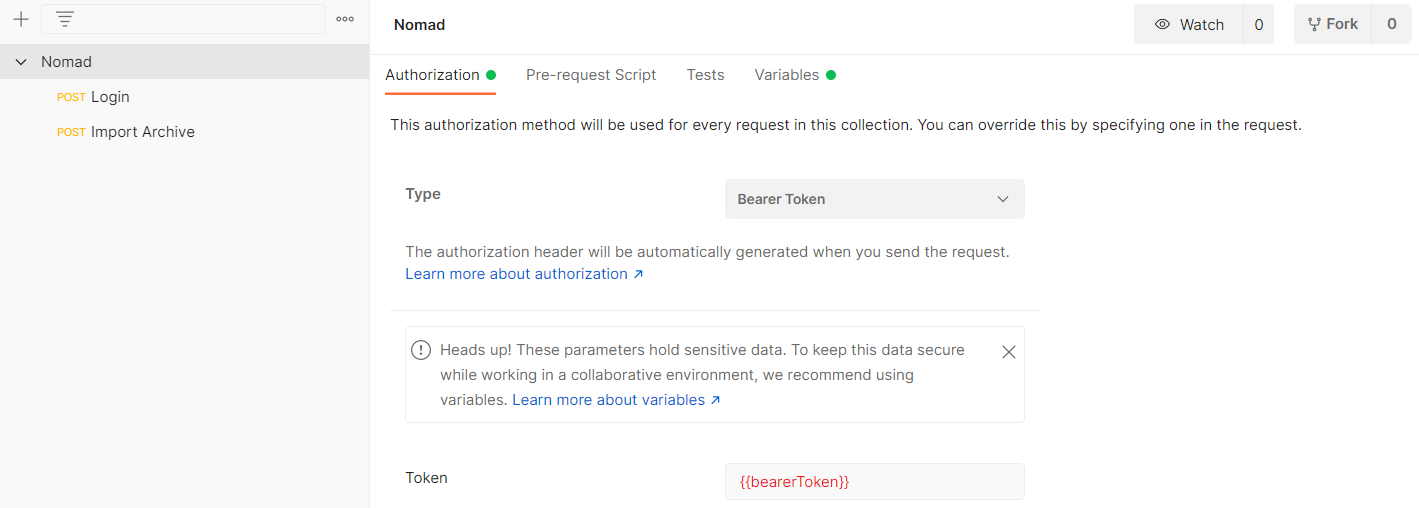 Nomad
POST Login
POST Import Archive
Nomad
Watch 0
Fork 0
Authorization Pre-request Script Tests Variables
This authorization method will be used for every request in this collection. You can override this by specifying one in the request.
Type
Bearer Token
The authorization header will be automatically generated when you send the request.
Learn more about authorization ↗
Heads up! These parameters hold sensitive data. To keep this data secure
while working in a collaborative environment, we recommend using
variables. Learn more about variables ↗
Token
{{bearerToken}}